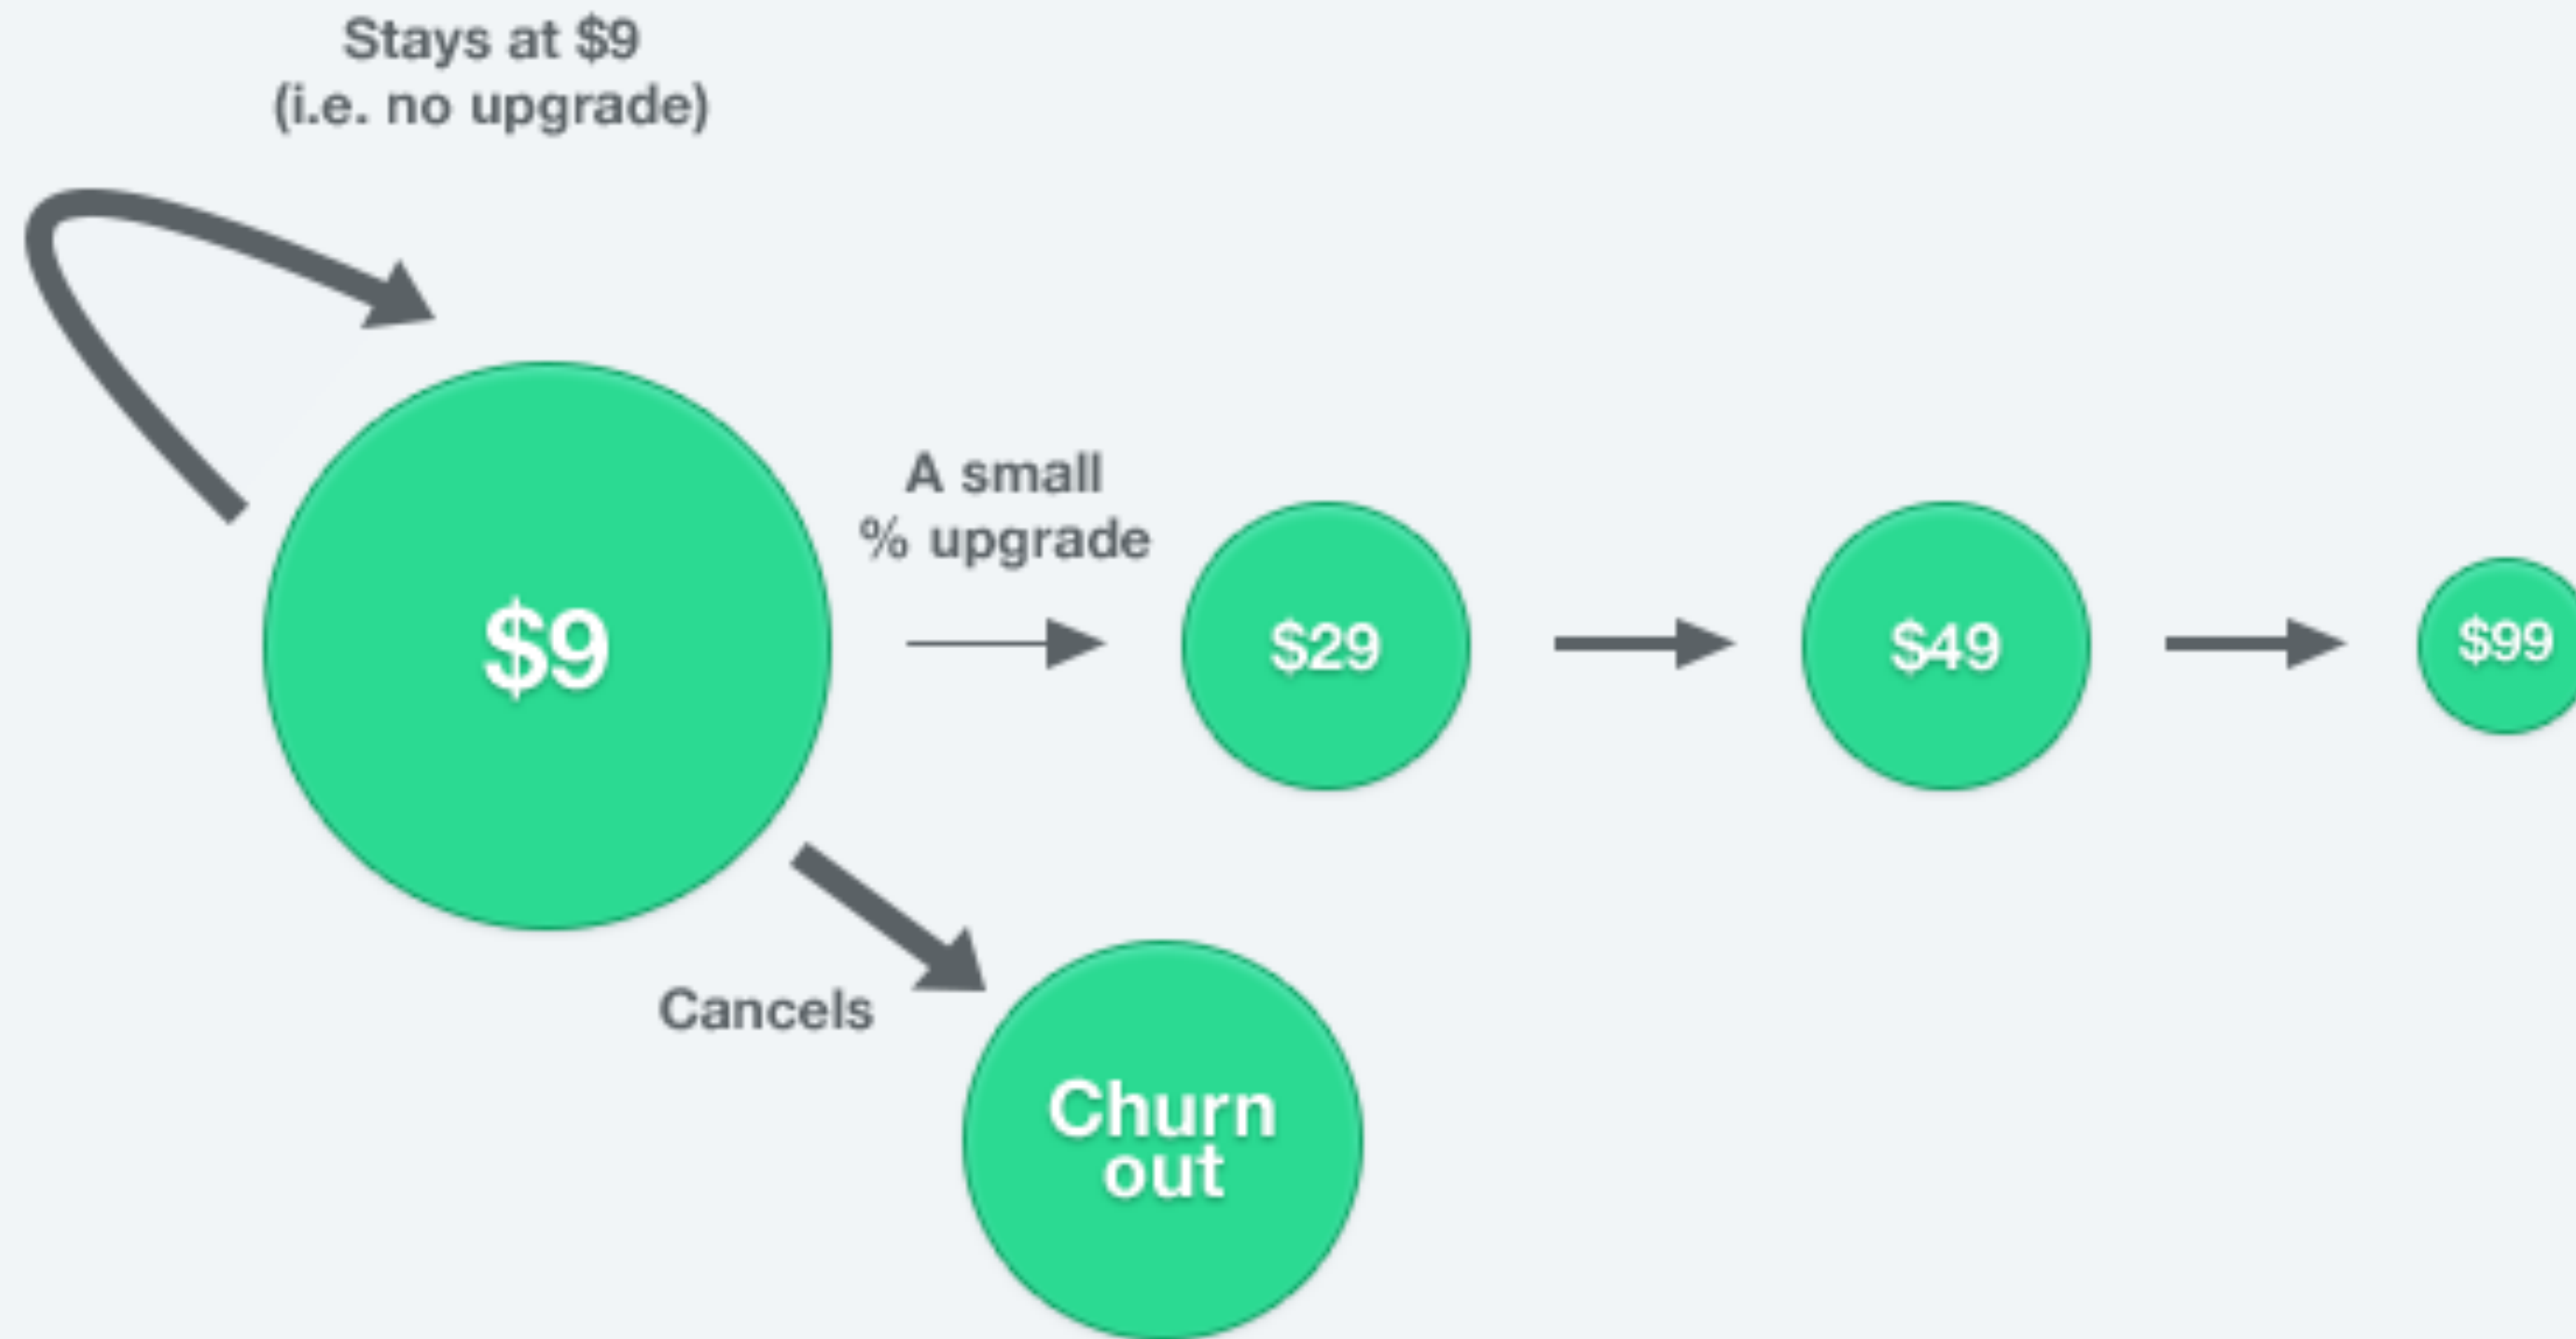 Stays at $9
(i.e. no upgrade)
A small
% upgrade
$9
$29
$49
$99
Cancels
Churn
out